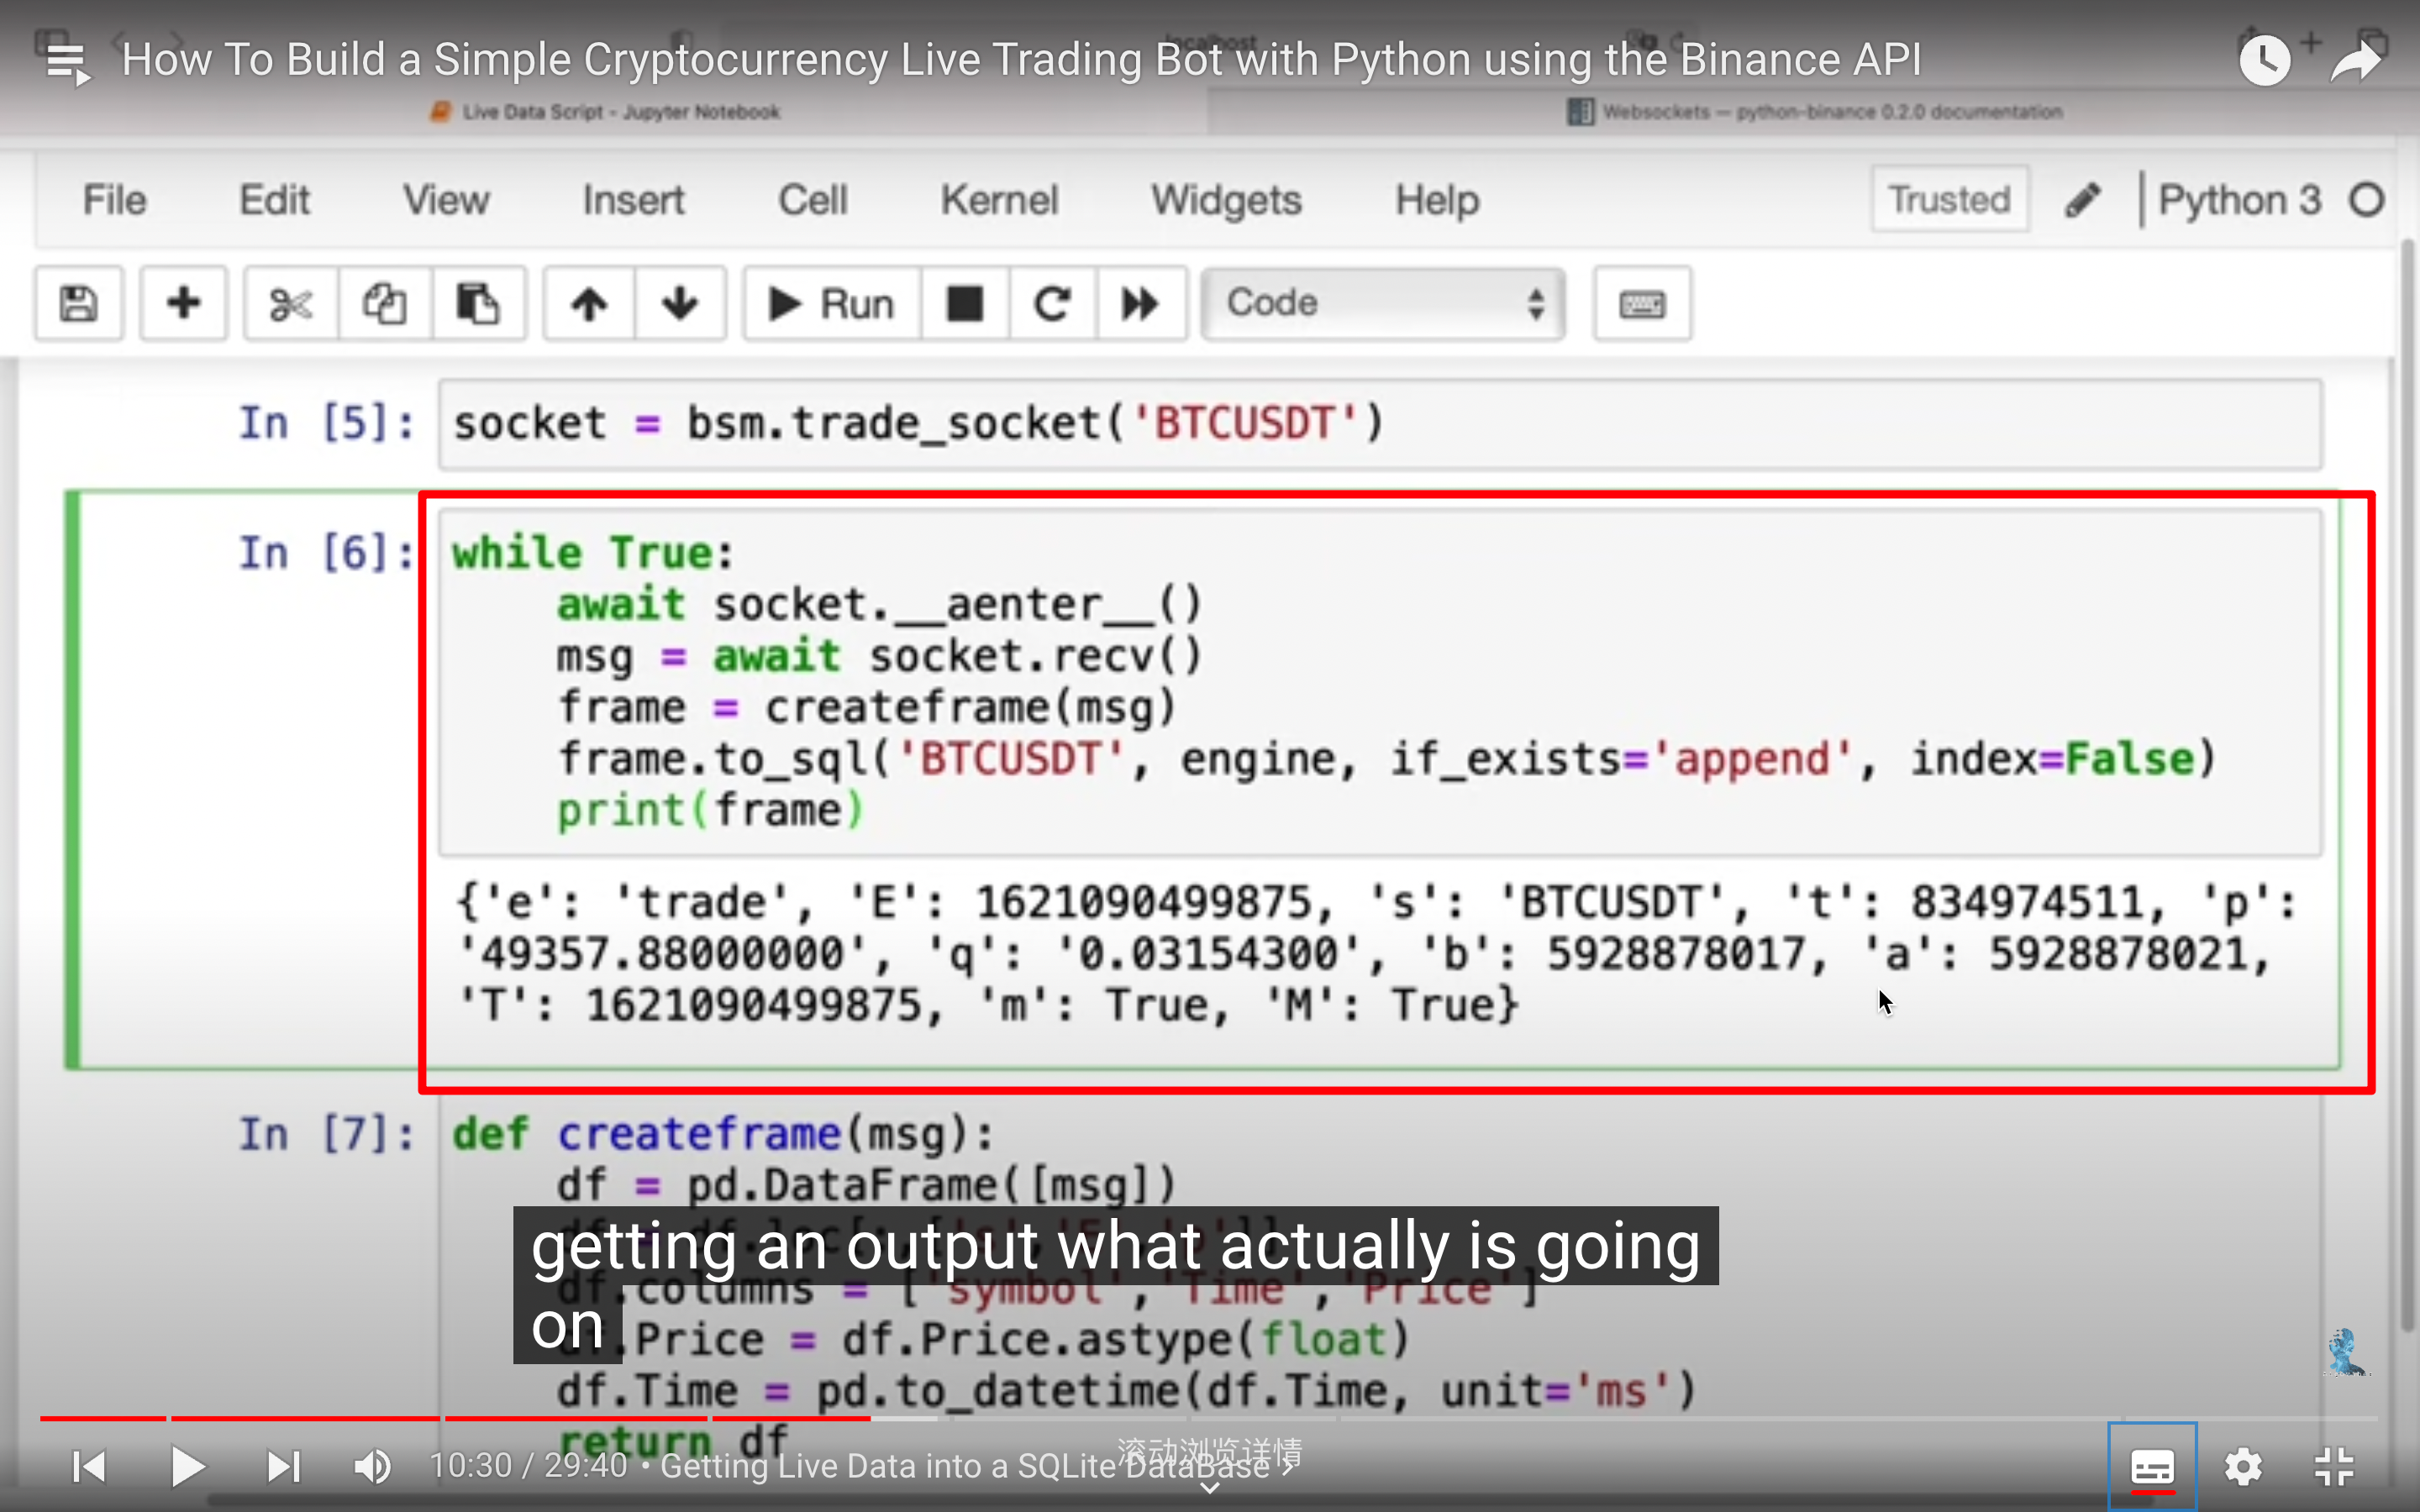 How To Build a Simple Cryptocurrency Live Trading Bot with Python using the Binance API
localhost
Live Data Script - Jupyter Notebook
Websockets — python-binance 0.2.0 documentation
File Edit View Insert Cell Kernel Widgets Help Trusted Python 3
Run Code
In [5]: socket = bsm.trade_socket('BTCUSDT')
In [6]: while True:
await socket.__aenter__()
msg = await socket.recv()
frame = createframe(msg)
frame.to_sql('BTCUSDT', engine, if_exists='append', index=False)
print(frame)
{'e': 'trade', 'E': 1621090499875, 's': 'BTCUSDT', 't': 834974511, 'p':
'49357.88000000', 'q': '0.03154300', 'b': 5928878017, 'a': 5928878021,
'T': 1621090499875, 'm': True, 'M': True}
In [7]: def createframe(msg):
df = pd.DataFrame([msg])
getting an output what actually is going
df.columns = ['symbol', 'Time', 'Price']
on
.Price = df.Price.astype(float)
df.Time = pd.to_datetime(df.Time, unit='ms')
return df
滚动浏览详情
10:30 / 29:40 • Getting Live Data into a SQLite DataBase